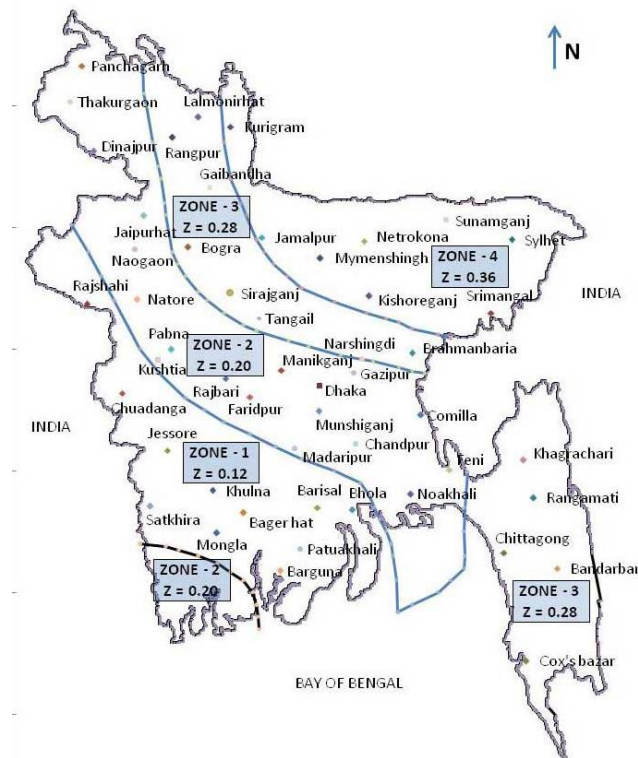 Panchagarh
N
Thakurgaon
Lalmonirhat
Kurigram
Dinajpur
Rangpur
Gaibandha
ZONE - 3
Z = 0.28
Sunamganj
Jaipurhat
Bogra
Jamalpur
Netrokona
Sylhet
Naogaon
Mymenshingh
ZONE - 4
Z = 0.36
INDIA
Rajshahi
Natore
Sirajganj
Kishoreganj
Srimangal
Tangail
Pabna
ZONE - 2
Z = 0.20
Narshingdi
Brahmanbaria
Kushtia
Manikganj
Gazipur
Rajbari
Dhaka
Chuadanga
Faridpur
INDIA
Munshiganj
Comilla
Jessore
Chandpur
ZONE - 1
Z = 0.12
Madaripur
Feni
Khagrachari
Khulna
Barisal
Bhola
Noakhali
Rangamati
Satkhira
Bager hat
Mongla
Patuakhali
Chittagong
ZONE - 2
Z = 0.20
Barguna
Bandarban
ZONE - 3
Z = 0.28
Cox's bazar
BAY OF BENGAL